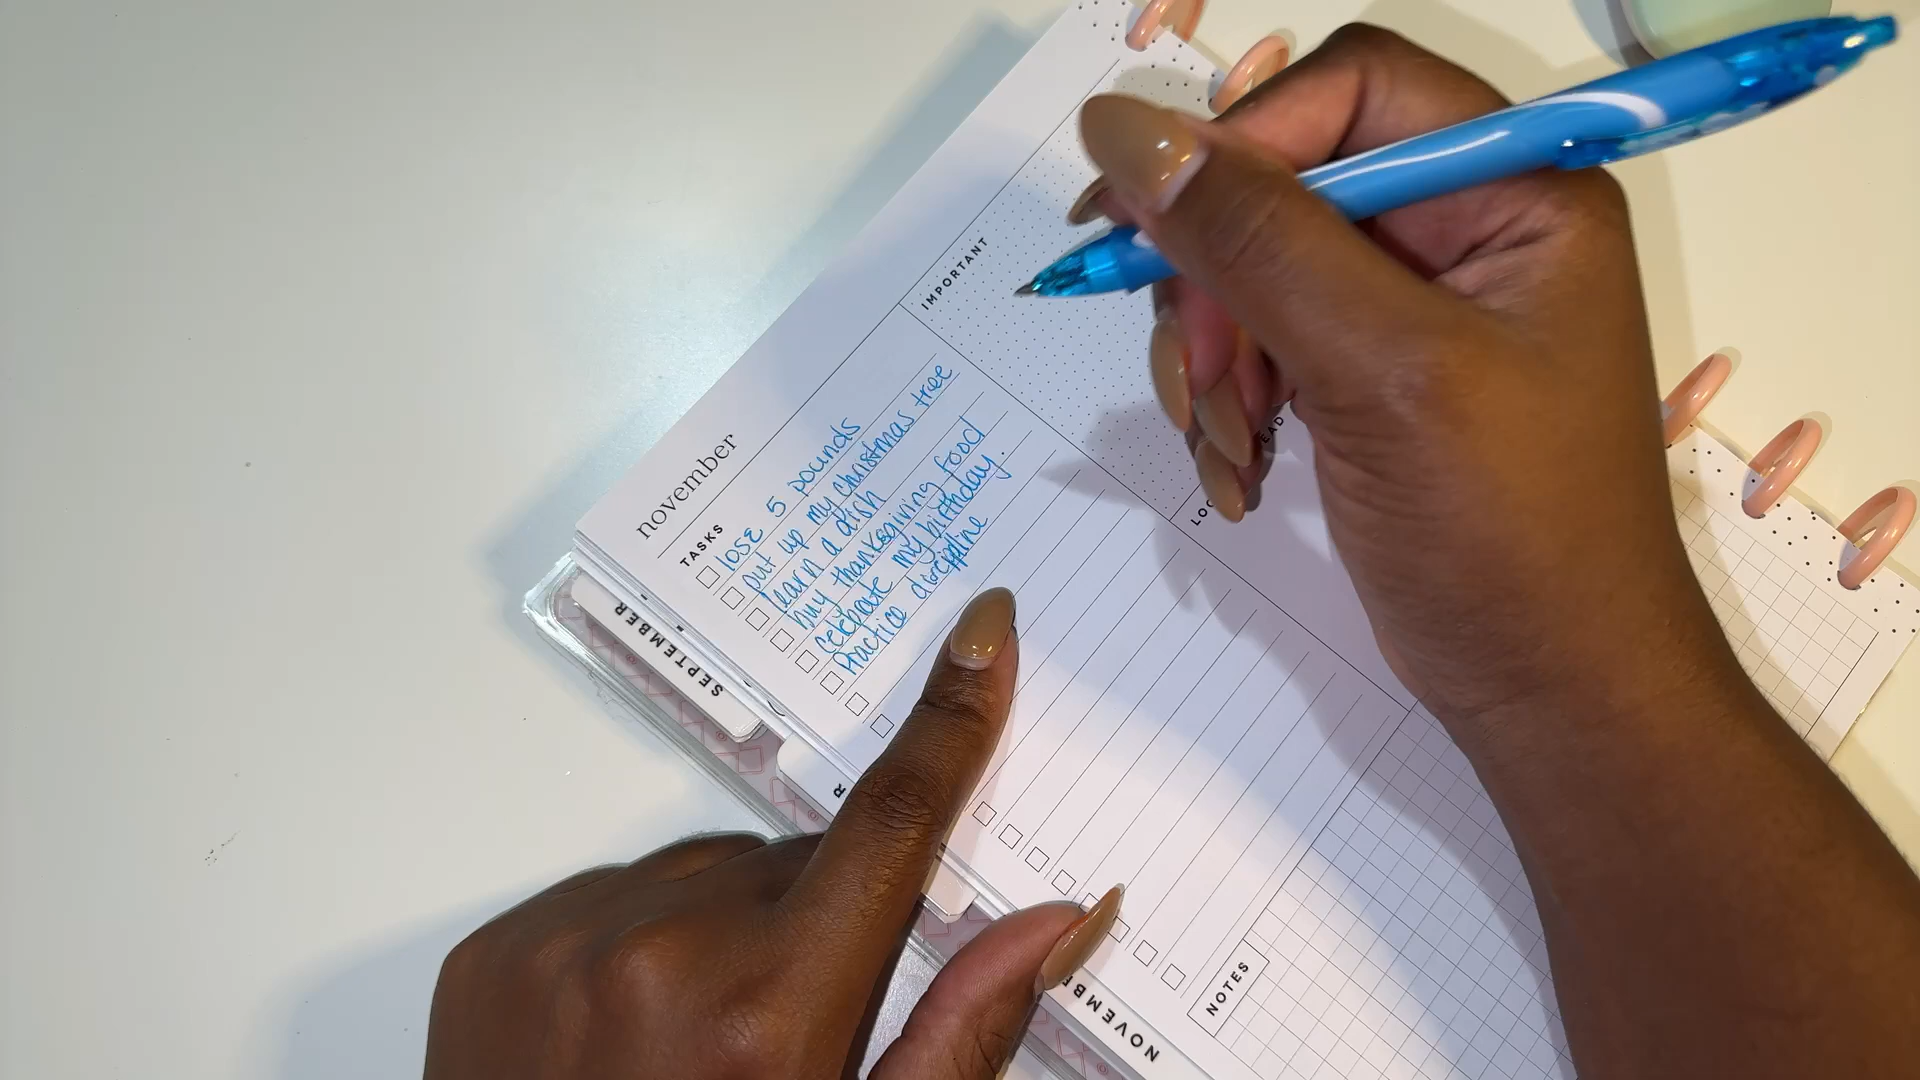 november
TASKS
lose 5 pounds
put up my christmas tree
learn a dish
buy thanksgiving food
celebrate my birthday.
Practice discipline
IMPORTANT
NOTES
SEPTEMBER
NOVEMBER